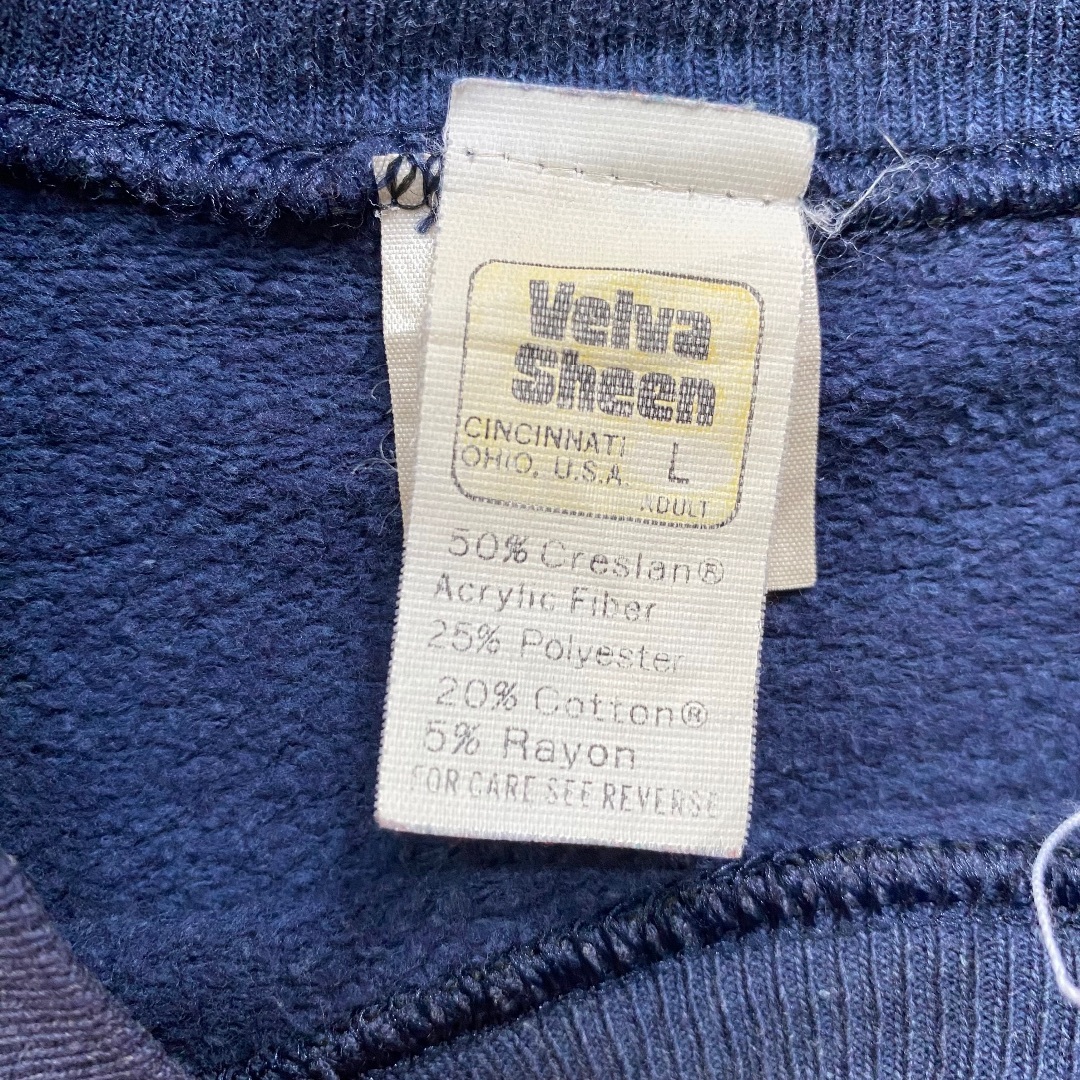 Velva
Sheen
CINCINNATI
OHIO, U.S.A. L
ADULT
50% Creslan®
Acrylic Fiber
25% Polyester
20% Cotton®
5% Rayon
FOR CARE SEE REVERSE